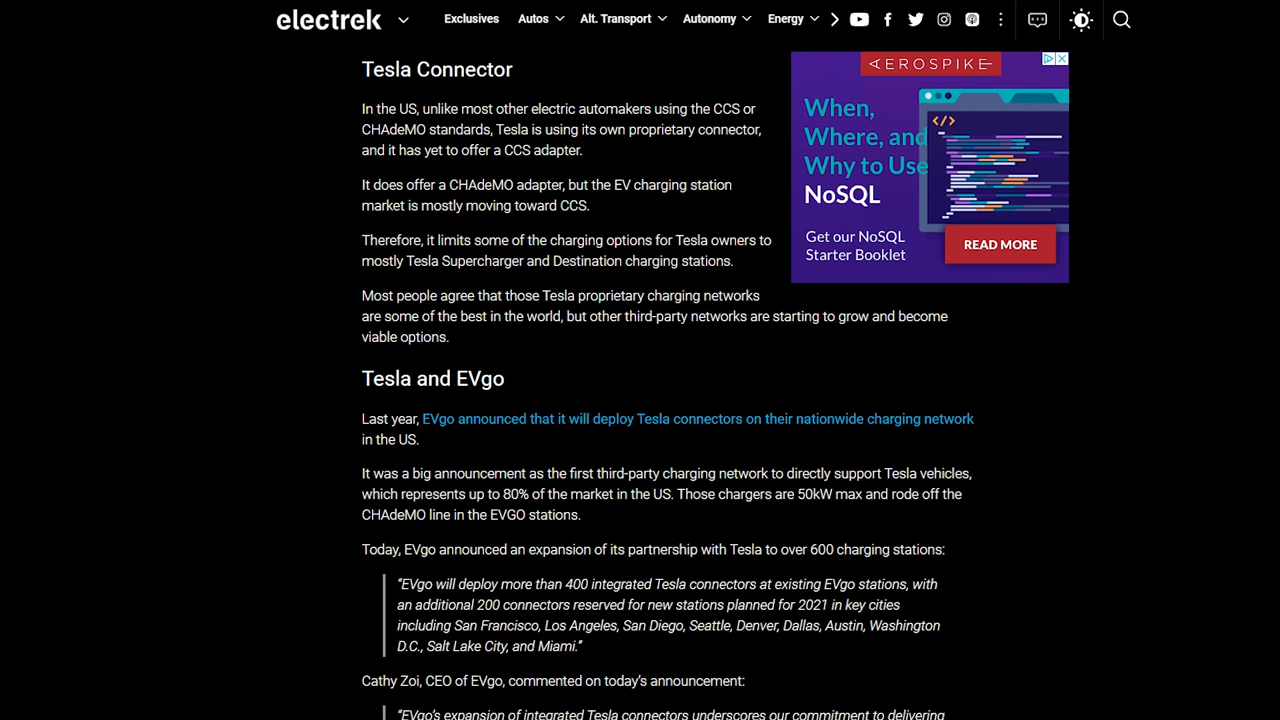 electrek
Exclusives Autos Alt. Transport Autonomy Energy
Tesla Connector
In the US, unlike most other electric automakers using the CCS or
CHAdeMO standards, Tesla is using its own proprietary connector,
and it has yet to offer a CCS adapter.
It does offer a CHAdeMO adapter, but the EV charging station
market is mostly moving toward CCS.
Therefore, it limits some of the charging options for Tesla owners to
mostly Tesla Supercharger and Destination charging stations.
Most people agree that those Tesla proprietary charging networks
are some of the best in the world, but other third-party networks are starting to grow and become
viable options.
AEROSPIKE
When,
Where, and
Why to Use
NoSQL
</>
Get our NoSQL
Starter Booklet
READ MORE
Tesla and EVgo
Last year, EVgo announced that it will deploy Tesla connectors on their nationwide charging network
in the US.
It was a big announcement as the first third-party charging network to directly support Tesla vehicles,
which represents up to 80% of the market in the US. Those chargers are 50kW max and rode off the
CHAdeMO line in the EVGO stations.
Today, EVgo announced an expansion of its partnership with Tesla to over 600 charging stations:
“EVgo will deploy more than 400 integrated Tesla connectors at existing EVgo stations, with
an additional 200 connectors reserved for new stations planned for 2021 in key cities
including San Francisco, Los Angeles, San Diego, Seattle, Denver, Dallas, Austin, Washington
D.C., Salt Lake City, and Miami.”
Cathy Zoi, CEO of EVgo, commented on today’s announcement:
“EVgo’s expansion of integrated Tesla connectors underscores our commitment to delivering